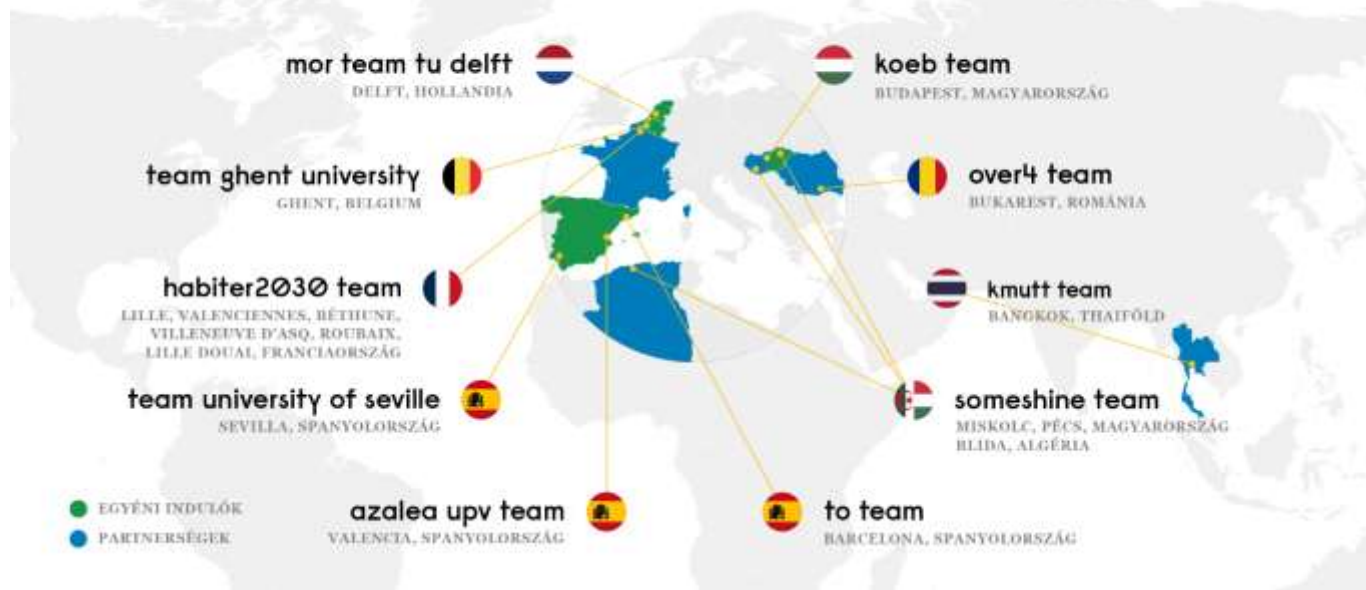 mor team tu delft
DELFT, HOLLANDIA
koeb team
BUDAPEST, MAGYARORSZÁG
team ghent university
GHENT, BELGIUM
over4 team
BUKAREST, ROMÁNIA
habiter2030 team
LILLE, VALENCIENNES, BÉTHUNE,
VILLENEUVE D'ASQ, ROUBAIX,
LILLE DOUAI, FRANCIAORSZÁG
kmutt team
BANGKOK, THAIFÖLD
team university of seville
SEVILLA, SPANYOLORSZÁG
someshine team
MISKOLC, PÉCS, MAGYARORSZÁG
BLIDA, ALGÉRIA
EGYÉNI INDULÓK
PARTNERSÉGEK
azalea upv team
VALENCIA, SPANYOLORSZÁG
to team
BARCELONA, SPANYOLORSZÁG